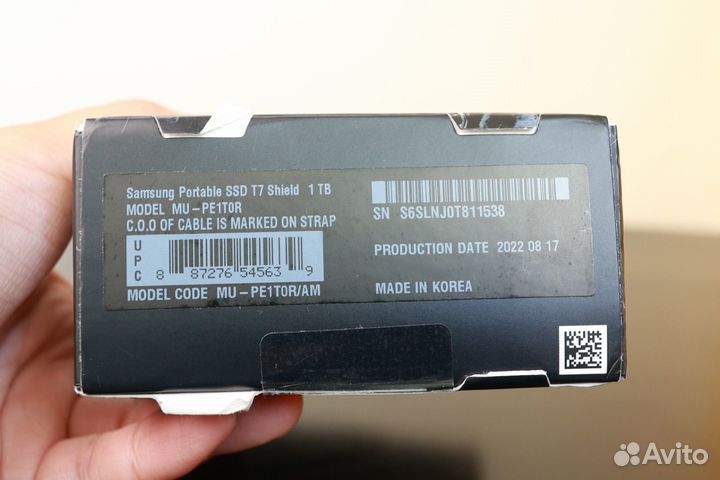 Samsung Portable SSD T7 Shield 1 TB
MODEL MU-PE1T0R
C.O.O OF CABLE IS MARKED ON STRAP
UPC
8 87276 54563 9
MODEL CODE MU-PE1T0R/AM
SN S6SLNJ0T811538
PRODUCTION DATE 2022 08 17
MADE IN KOREA
Avito